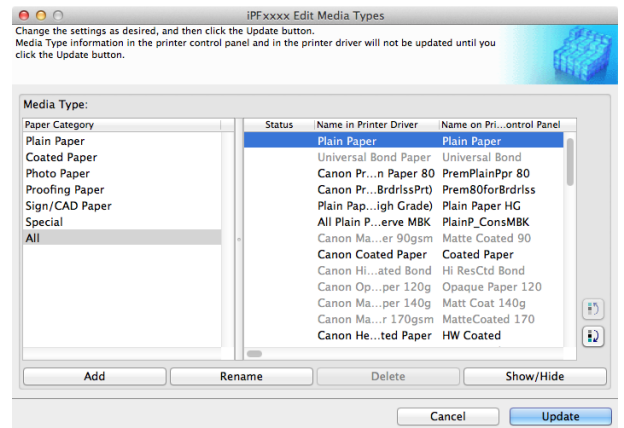 iPFxxxx Edit Media Types
Change the settings as desired, and then click the Update button.
Media Type information in the printer control panel and in the printer driver will not be updated until you
click the Update button.
Media Type:
Paper Category
Plain Paper
Coated Paper
Photo Paper
Proofing Paper
Sign/CAD Paper
Special
All
Status Name in Printer Driver Name on Pri...ontrol Panel
Plain Paper Plain Paper
Universal Bond Paper Universal Bond
Canon Pr...n Paper 80 PremPlainPpr 80
Canon Pr...BrdrlssPrt) Prem80forBrdrlss
Plain Pap...igh Grade) Plain Paper HG
All Plain P...erve MBK PlainP_ConsMBK
Canon Ma...er 90gsm Matte Coated 90
Canon Coated Paper Coated Paper
Canon Hi...ated Bond Hi ResCtd Bond
Canon Op...per 120g Opaque Paper 120
Canon Ma...per 140g Matt Coat 140g
Canon Ma...r 170gsm MatteCoated 170
Canon He...ted Paper HW Coated
Add Rename Delete Show/Hide
Cancel Update